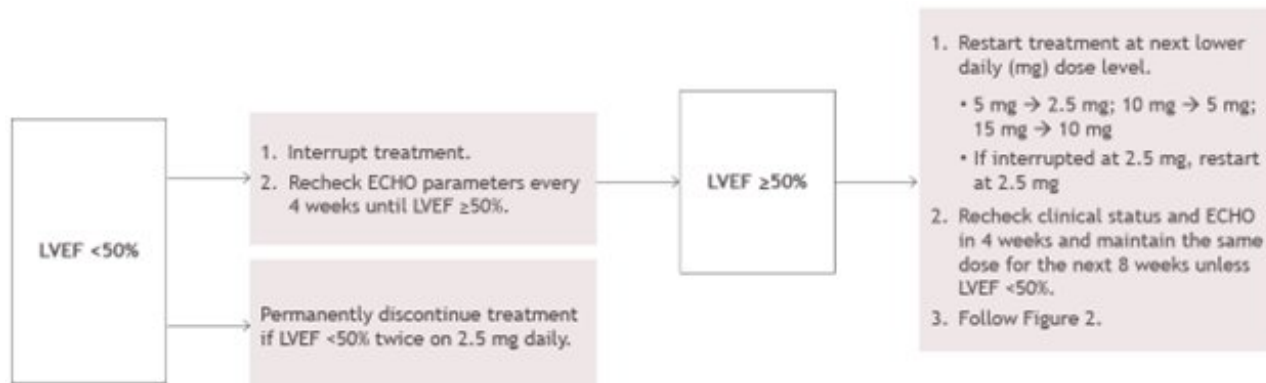 LVEF <50%
1. Interrupt treatment.
2. Recheck ECHO parameters every
4 weeks until LVEF ≥50%.
Permanently discontinue treatment
if LVEF <50% twice on 2.5 mg daily.
LVEF ≥50%
1. Restart treatment at next lower
daily (mg) dose level.
• 5 mg → 2.5 mg; 10 mg → 5 mg;
15 mg → 10 mg
• If interrupted at 2.5 mg, restart
at 2.5 mg
2. Recheck clinical status and ECHO
in 4 weeks and maintain the same
dose for the next 8 weeks unless
LVEF <50%.
3. Follow Figure 2.